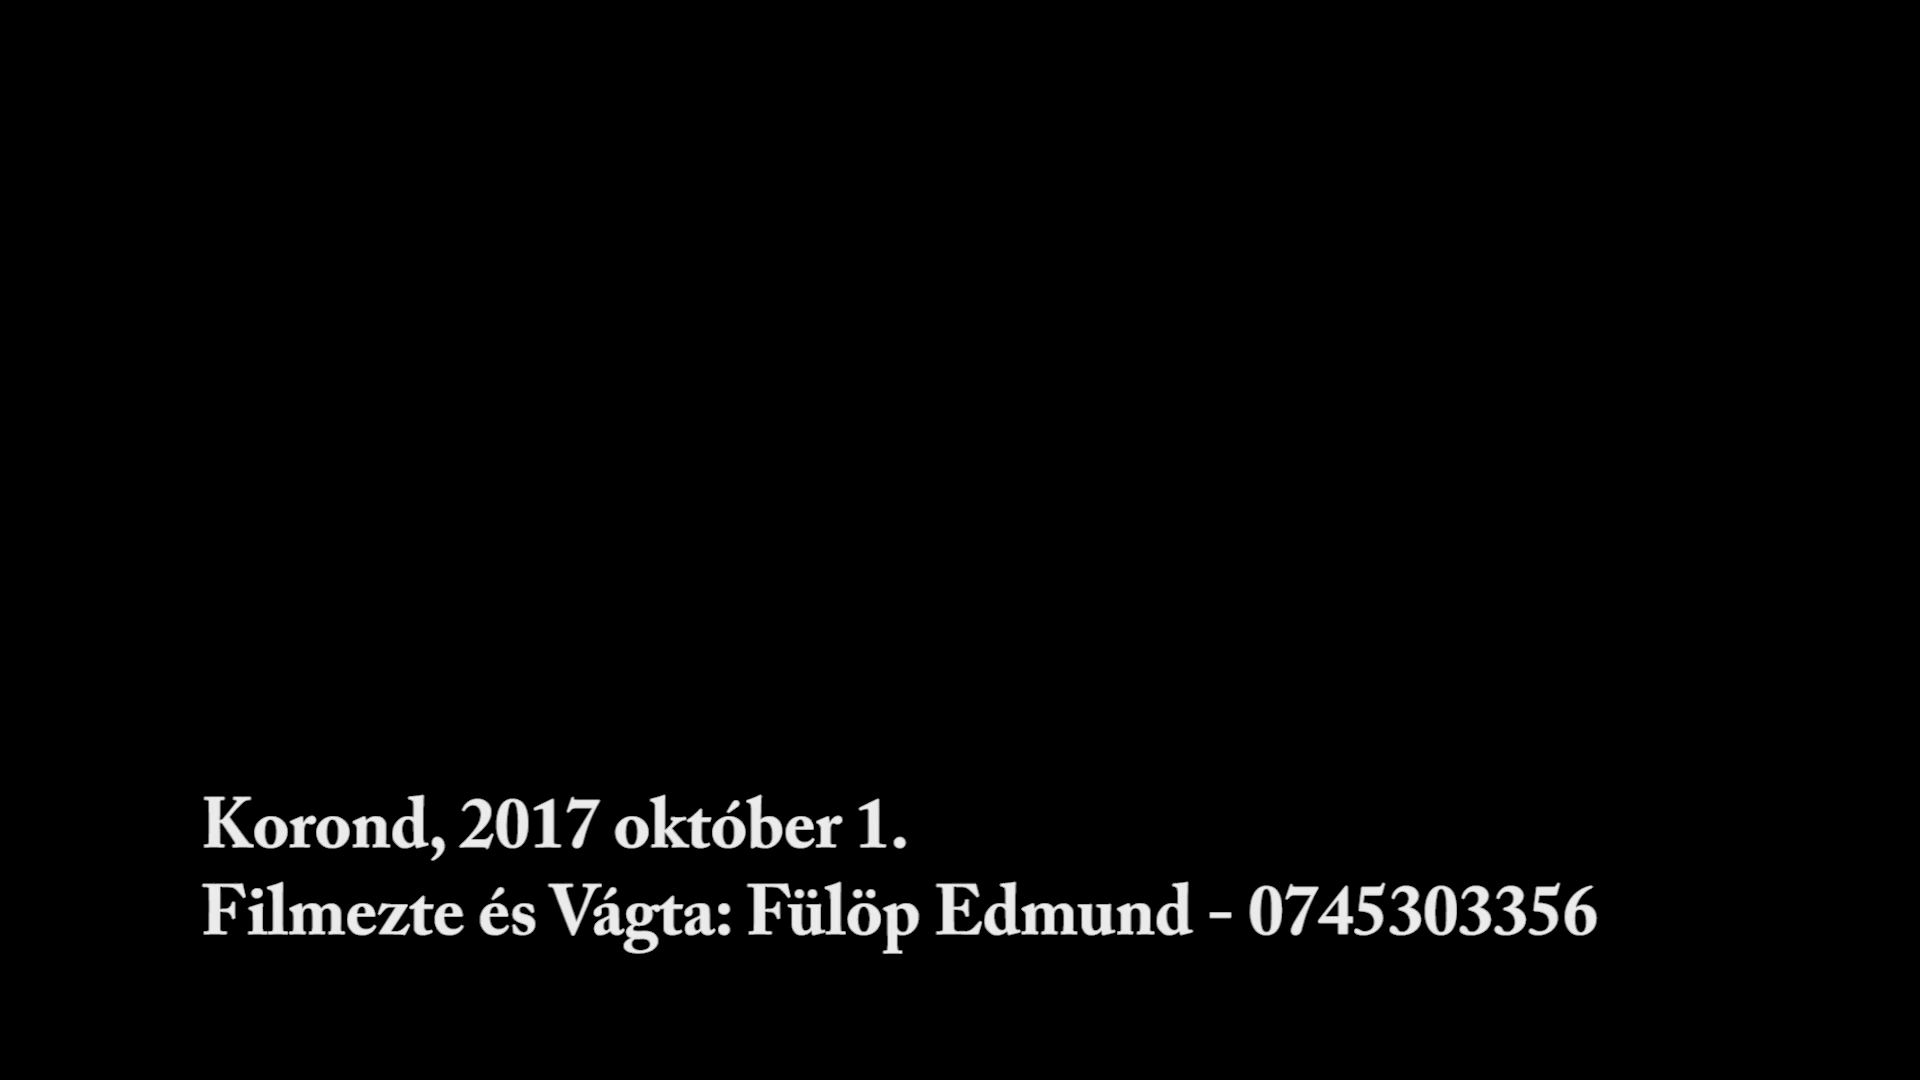 Korond, 2017 október 1.
Filmezte és Vágta: Fülöp Edmund - 0745303356